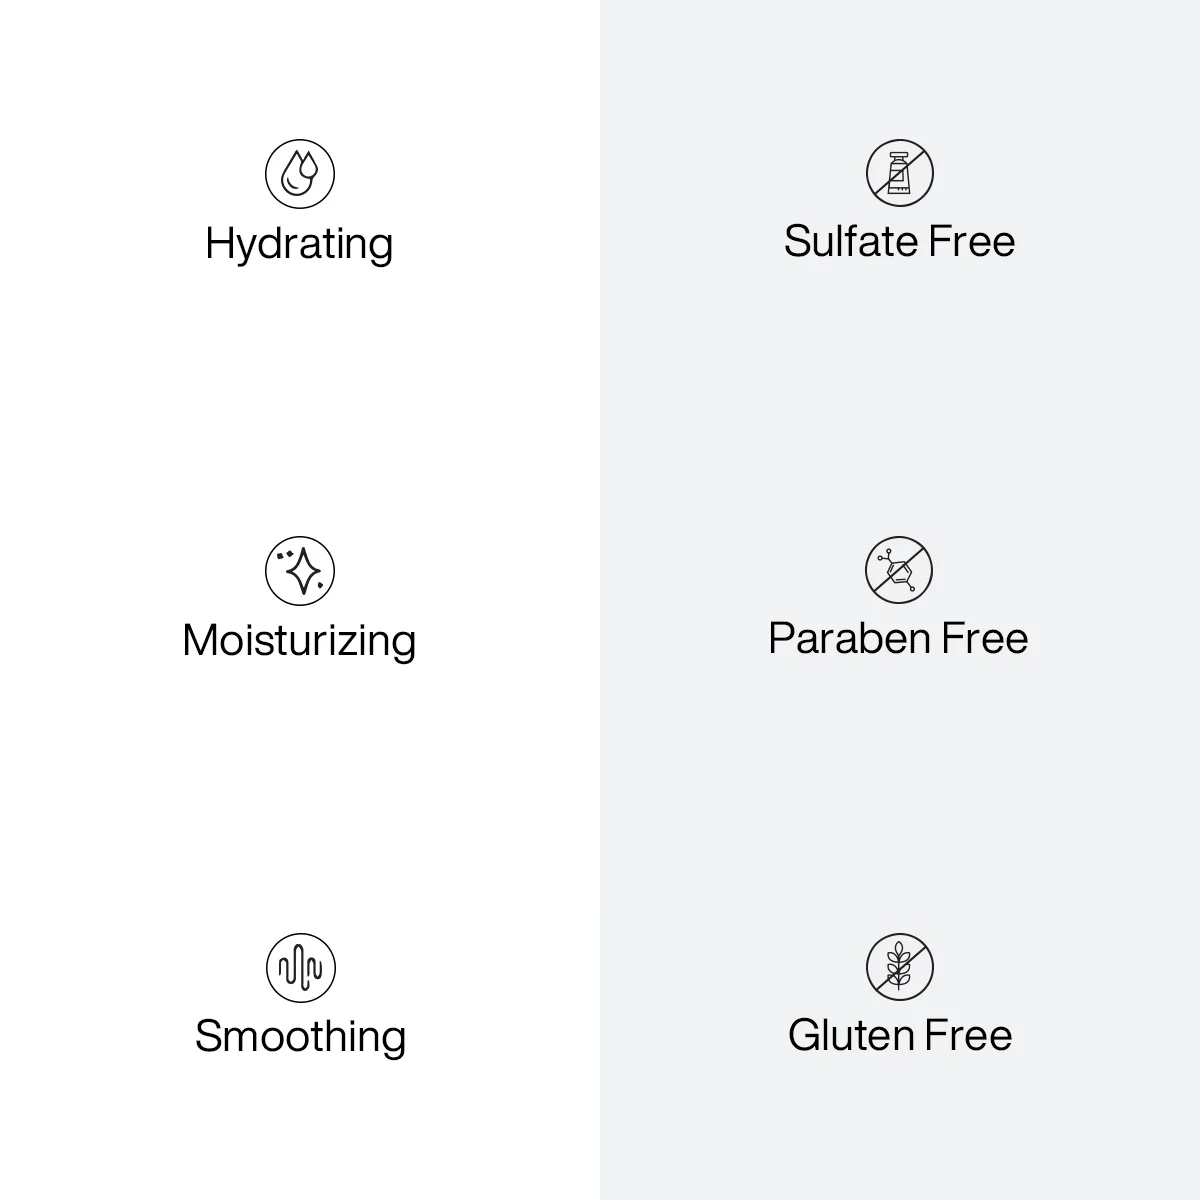 Hydrating
Moisturizing
Smoothing
Sulfate Free
Paraben Free
Gluten Free